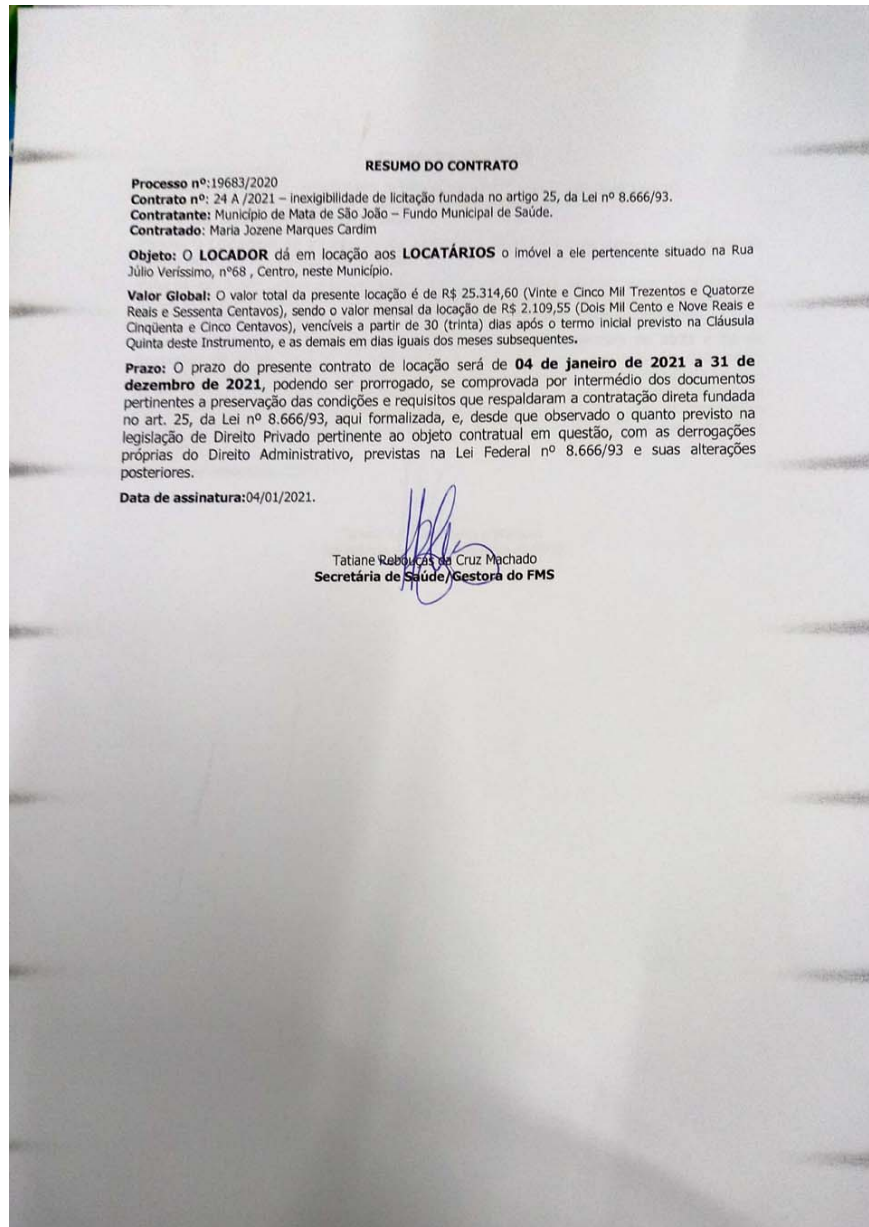 RESUMO DO CONTRATO
Processo nº:19683/2020
Contrato nº: 24 A /2021 – inexigibilidade de licitação fundada no artigo 25, da Lei nº 8.666/93.
Contratante: Município de Mata de São João – Fundo Municipal de Saúde.
Contratado: Maria Jozene Marques Cardim
Objeto: O LOCADOR dá em locação aos LOCATÁRIOS o imóvel a ele pertencente situado na Rua
Júlio Veríssimo, nº68 , Centro, neste Município.
Valor Global: O valor total da presente locação é de R$ 25.314,60 (Vinte e Cinco Mil Trezentos e Quatorze
Reais e Sessenta Centavos), sendo o valor mensal da locação de R$ 2.109,55 (Dois Mil Cento e Nove Reais e
Cinqüenta e Cinco Centavos), vencíveis a partir de 30 (trinta) dias após o termo inicial previsto na Cláusula
Quinta deste Instrumento, e as demais em dias iguais dos meses subsequentes.
Prazo: O prazo do presente contrato de locação será de 04 de janeiro de 2021 a 31 de
dezembro de 2021, podendo ser prorrogado, se comprovada por intermédio dos documentos
pertinentes a preservação das condições e requisitos que respaldaram a contratação direta fundada
no art. 25, da Lei nº 8.666/93, aqui formalizada, e, desde que observado o quanto previsto na
legislação de Direito Privado pertinente ao objeto contratual em questão, com as derrogações
próprias do Direito Administrativo, previstas na Lei Federal nº 8.666/93 e suas alterações
posteriores.
Data de assinatura:04/01/2021.
Tatiane Rebouças da Cruz Machado
Secretária de Saúde/Gestora do FMS